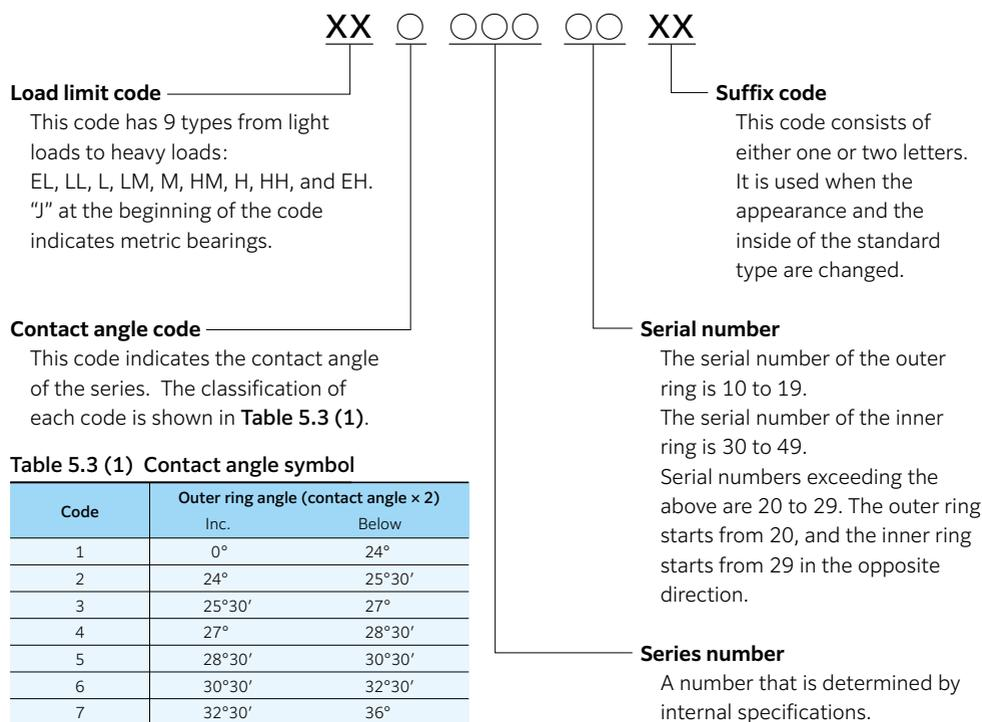 XX ○ ○○○ ○○ XX
Load limit code
This code has 9 types from light
loads to heavy loads:
EL, LL, L, LM, M, HM, H, HH, and EH.
“J” at the beginning of the code
indicates metric bearings.
Suffix code
This code consists of
either one or two letters.
It is used when the
appearance and the
inside of the standard
type are changed.
Contact angle code
This code indicates the contact angle
of the series. The classification of
each code is shown in Table 5.3 (1).
Serial number
The serial number of the outer
ring is 10 to 19.
The serial number of the inner
ring is 30 to 49.
Serial numbers exceeding the
above are 20 to 29. The outer ring
starts from 20, and the inner ring
starts from 29 in the opposite
direction.
Table 5.3 (1) Contact angle symbol
Code Outer ring angle (contact angle × 2)
Inc. Below
1 0° 24°
2 24° 25°30′
3 25°30′ 27°
4 27° 28°30′
5 28°30′ 30°30′
6 30°30′ 32°30′
7 32°30′ 36°
Series number
A number that is determined by
internal specifications.